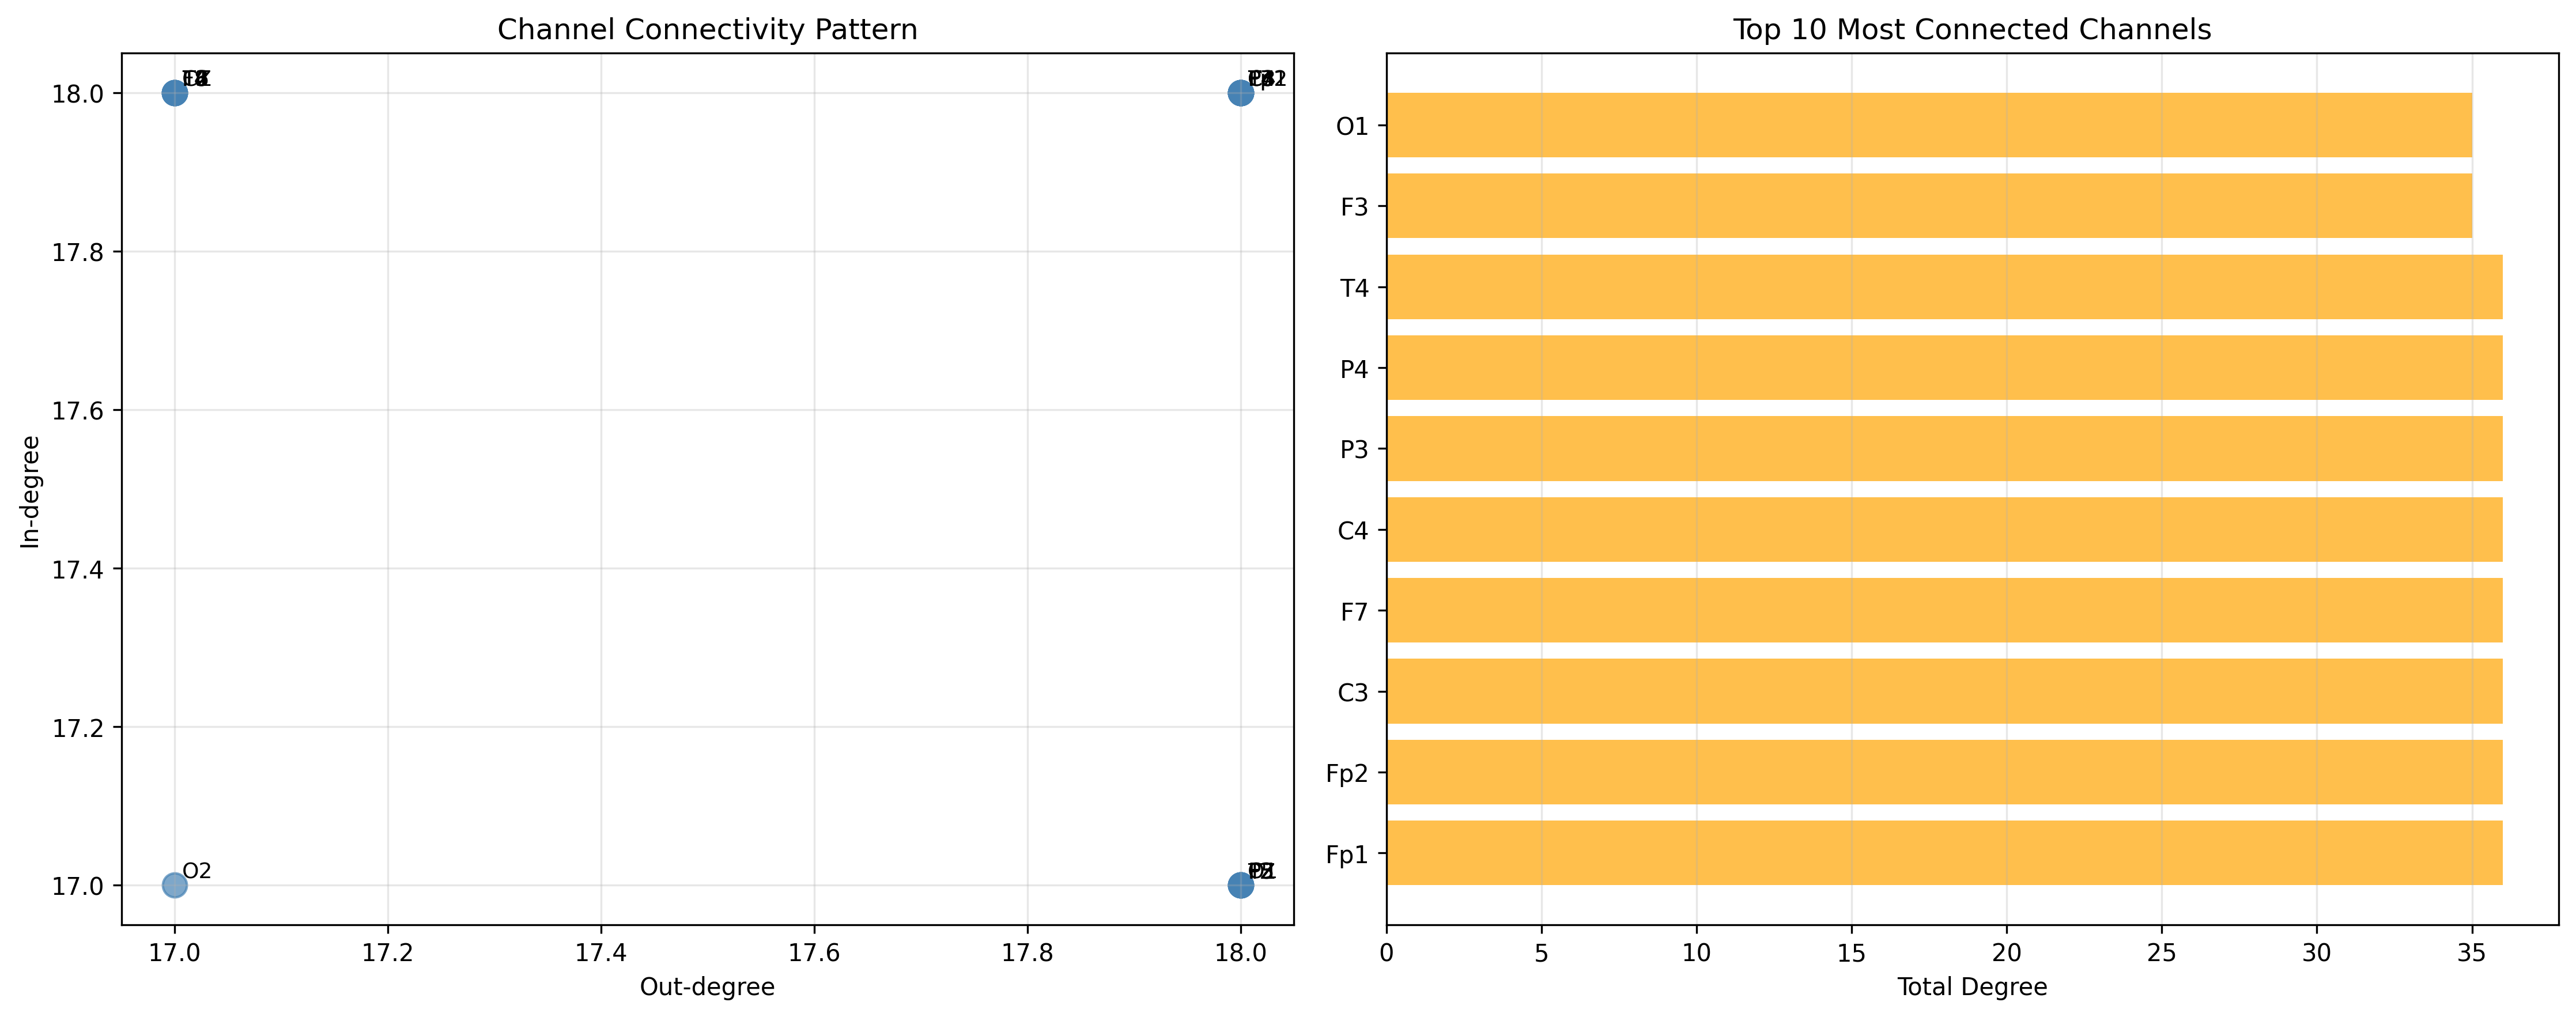 Channel Connectivity Pattern
18.0
17.8
17.6
17.4
17.2
17.0
In-degree
O2
17.0 17.2 17.4 17.6 17.8 18.0
Out-degree
Top 10 Most Connected Channels
O1
F3
T4
P4
P3
C4
F7
C3
Fp2
Fp1
0 5 10 15 20 25 30 35
Total Degree